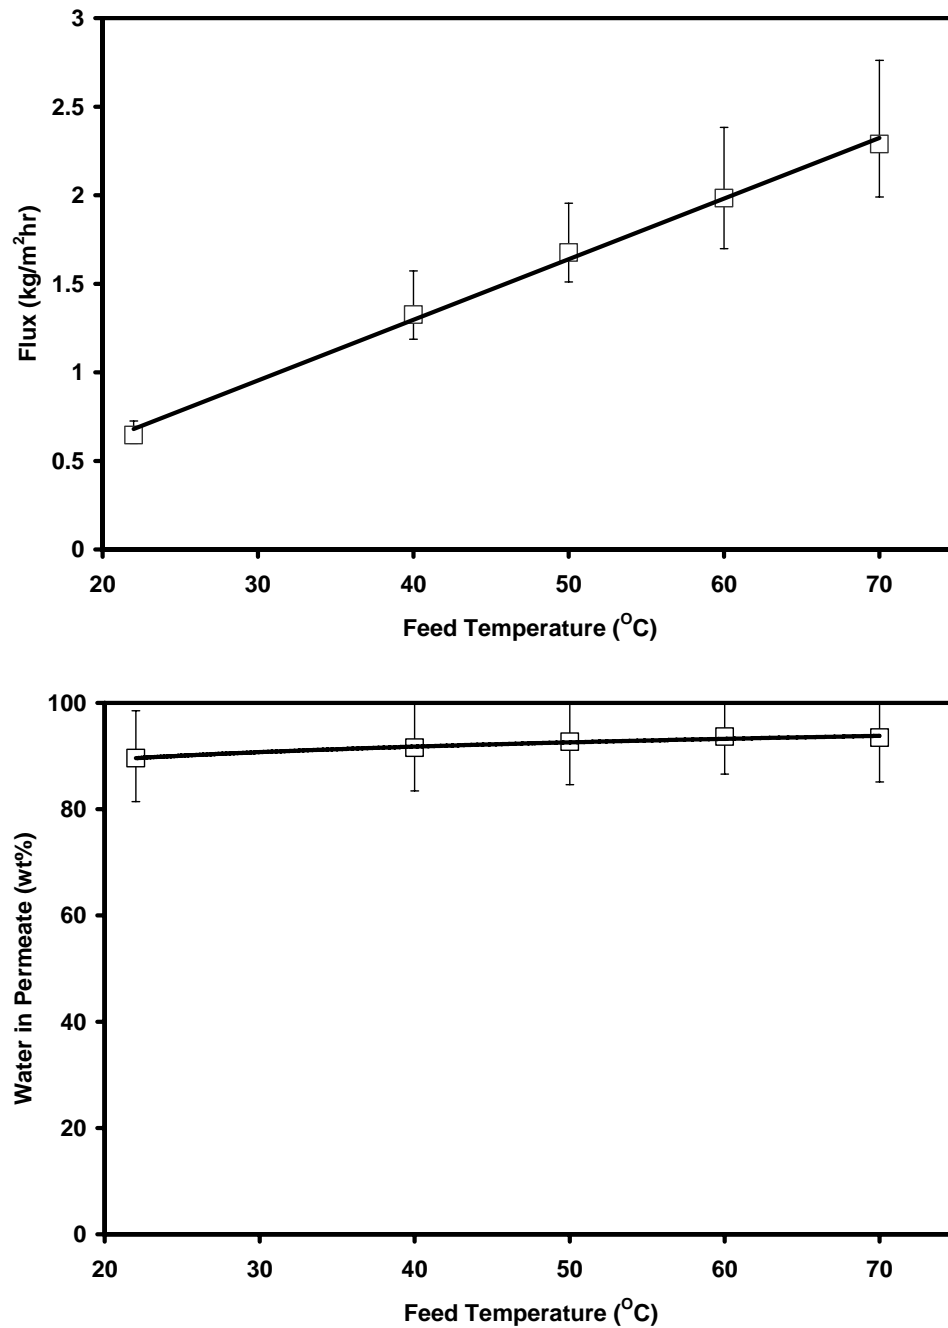 3
2.5
2
1.5
1
0.5
0
Flux (kg/m²hr)
20 30 40 50 60 70
Feed Temperature (ᴼC)
100
80
60
40
20
0
Water in Permeate (wt%)
20 30 40 50 60 70
Feed Temperature (ᴼC)